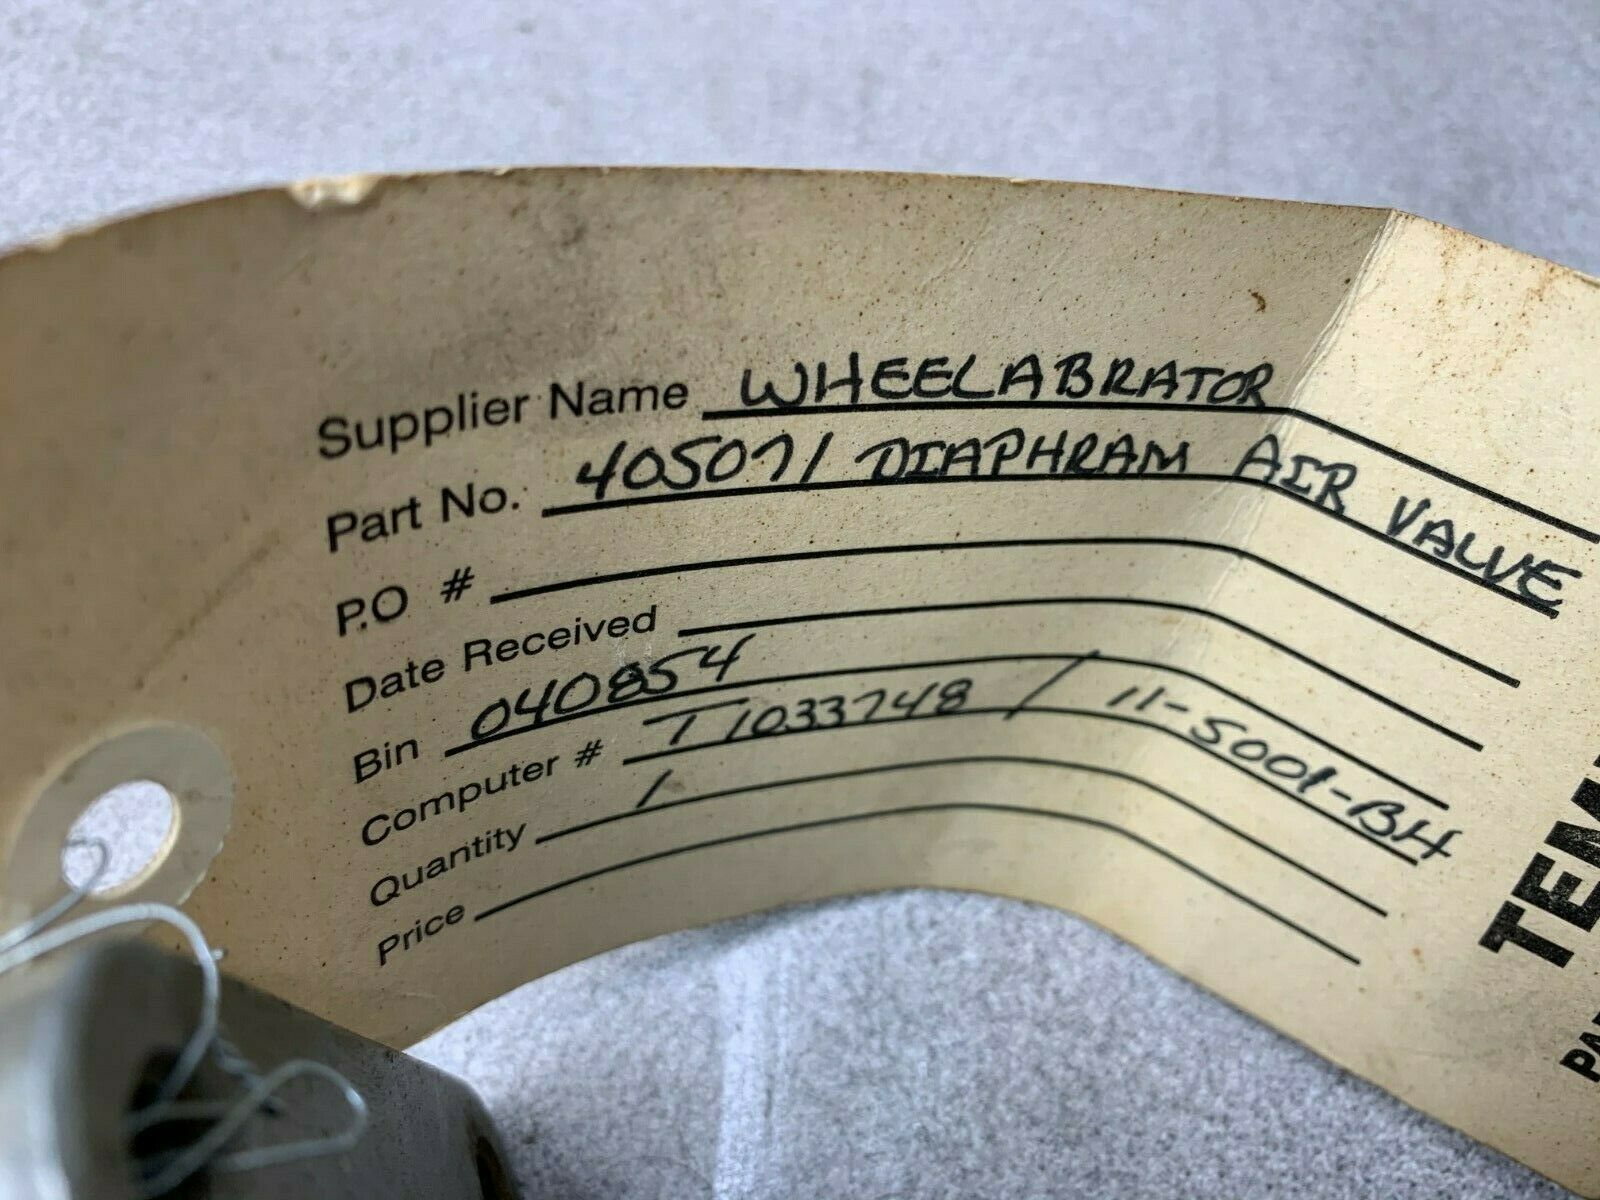 Supplier Name WHEELABRATOR
Part No. 405071 DIAPHRAM AIR VALVE
P.O #
Date Received
Bin 040854
Computer # T1033748 / 11-5001-BH
Quantity 1
Price